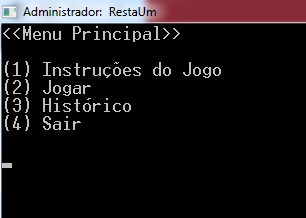 Administrador: RestaUm
<<Menu Principal>>
(1) Instruções do Jogo
(2) Jogar
(3) Histórico
(4) Sair